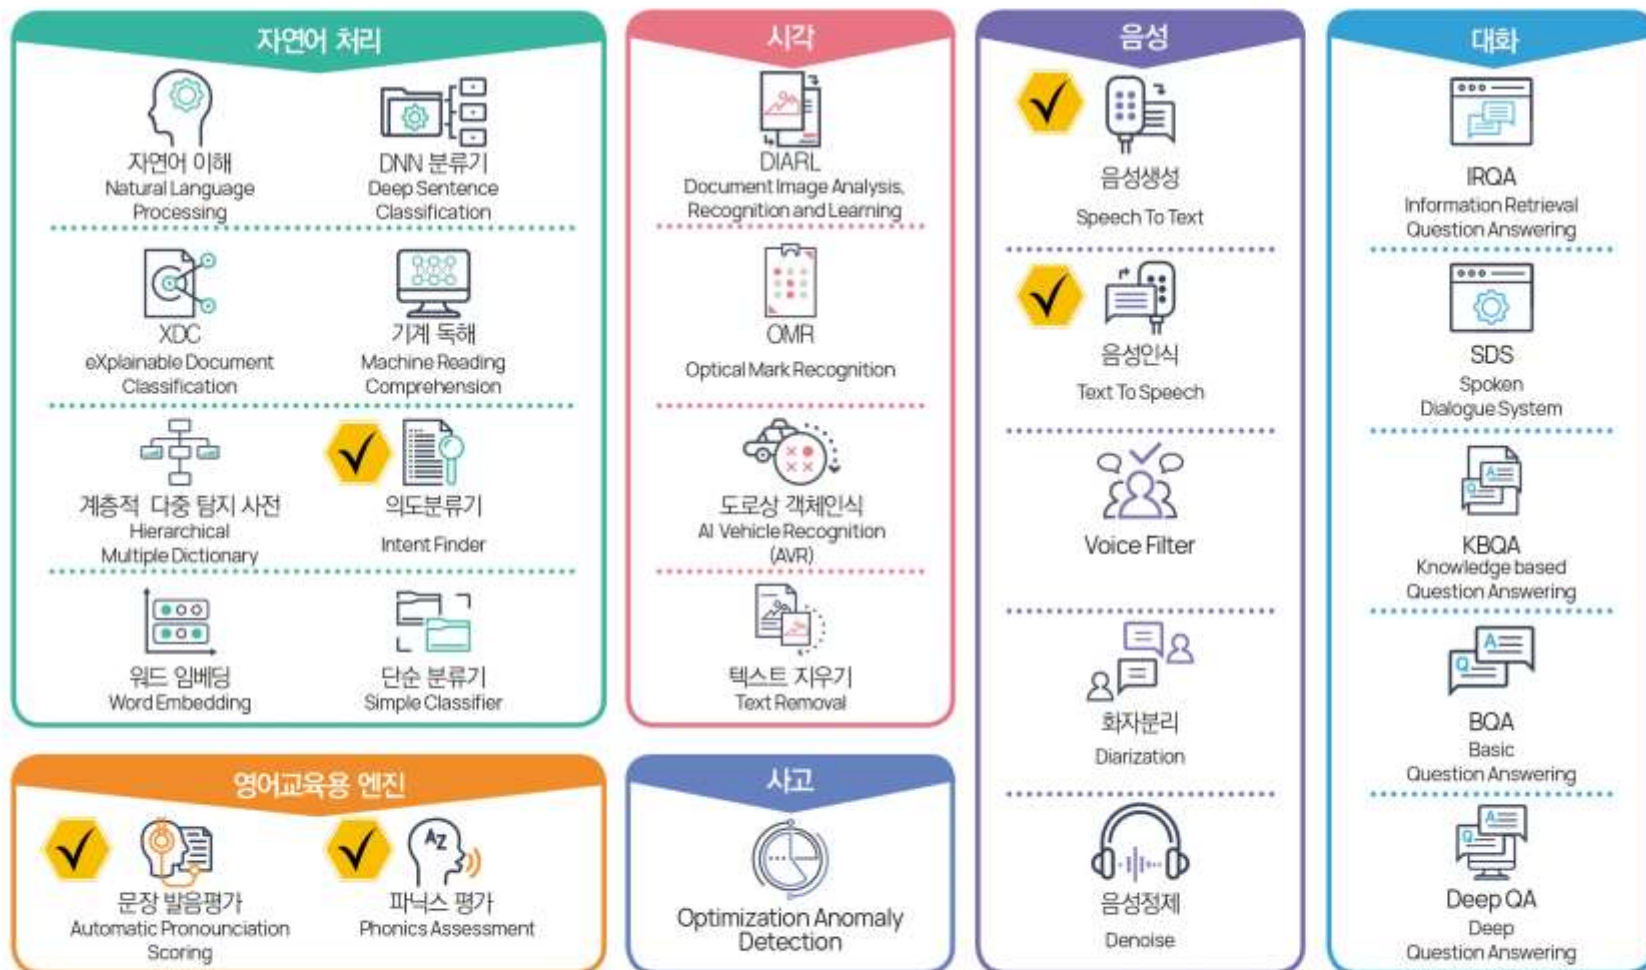 자연어 처리
자연어 이해
Natural Language
Processing
DNN 분류기
Deep Sentence
Classification
XDC
eXplainable Document
Classification
기계 독해
Machine Reading
Comprehension
계층적 다중 탐지 사전
Hierarchical
Multiple Dictionary
의도분류기
Intent Finder
워드 임베딩
Word Embedding
단순 분류기
Simple Classifier
시각
DIARL
Document Image Analysis,
Recognition and Learning
OMR
Optical Mark Recognition
도로상 객체인식
AI Vehicle Recognition
(AVR)
텍스트 지우기
Text Removal
음성
음성생성
Speech To Text
음성인식
Text To Speech
Voice Filter
화자분리
Diarization
음성정제
Denoise
대화
IRQA
Information Retrieval
Question Answering
SDS
Spoken
Dialogue System
Q
A
KBQA
Knowledge based
Question Answering
Q
A
BQA
Basic
Question Answering
Q
A
Deep QA
Deep
Question Answering
영어교육용 엔진
문장 발음평가
Automatic Pronounciation
Scoring
AZ
파닉스 평가
Phonics Assessment
사고
Optimization Anomaly
Detection